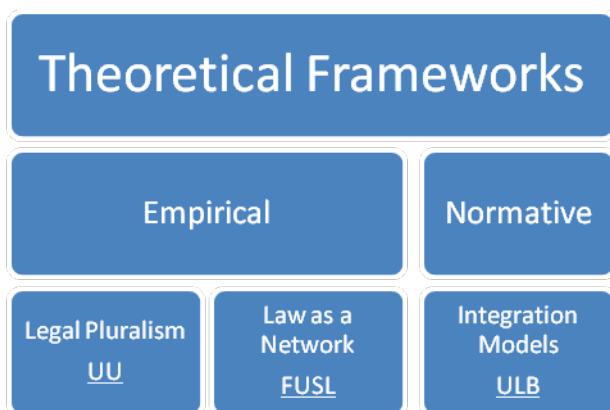 Theoretical Frameworks
Empirical
Normative
Legal Pluralism
UU
Law as a
Network
FUSL
Integration
Models
ULB